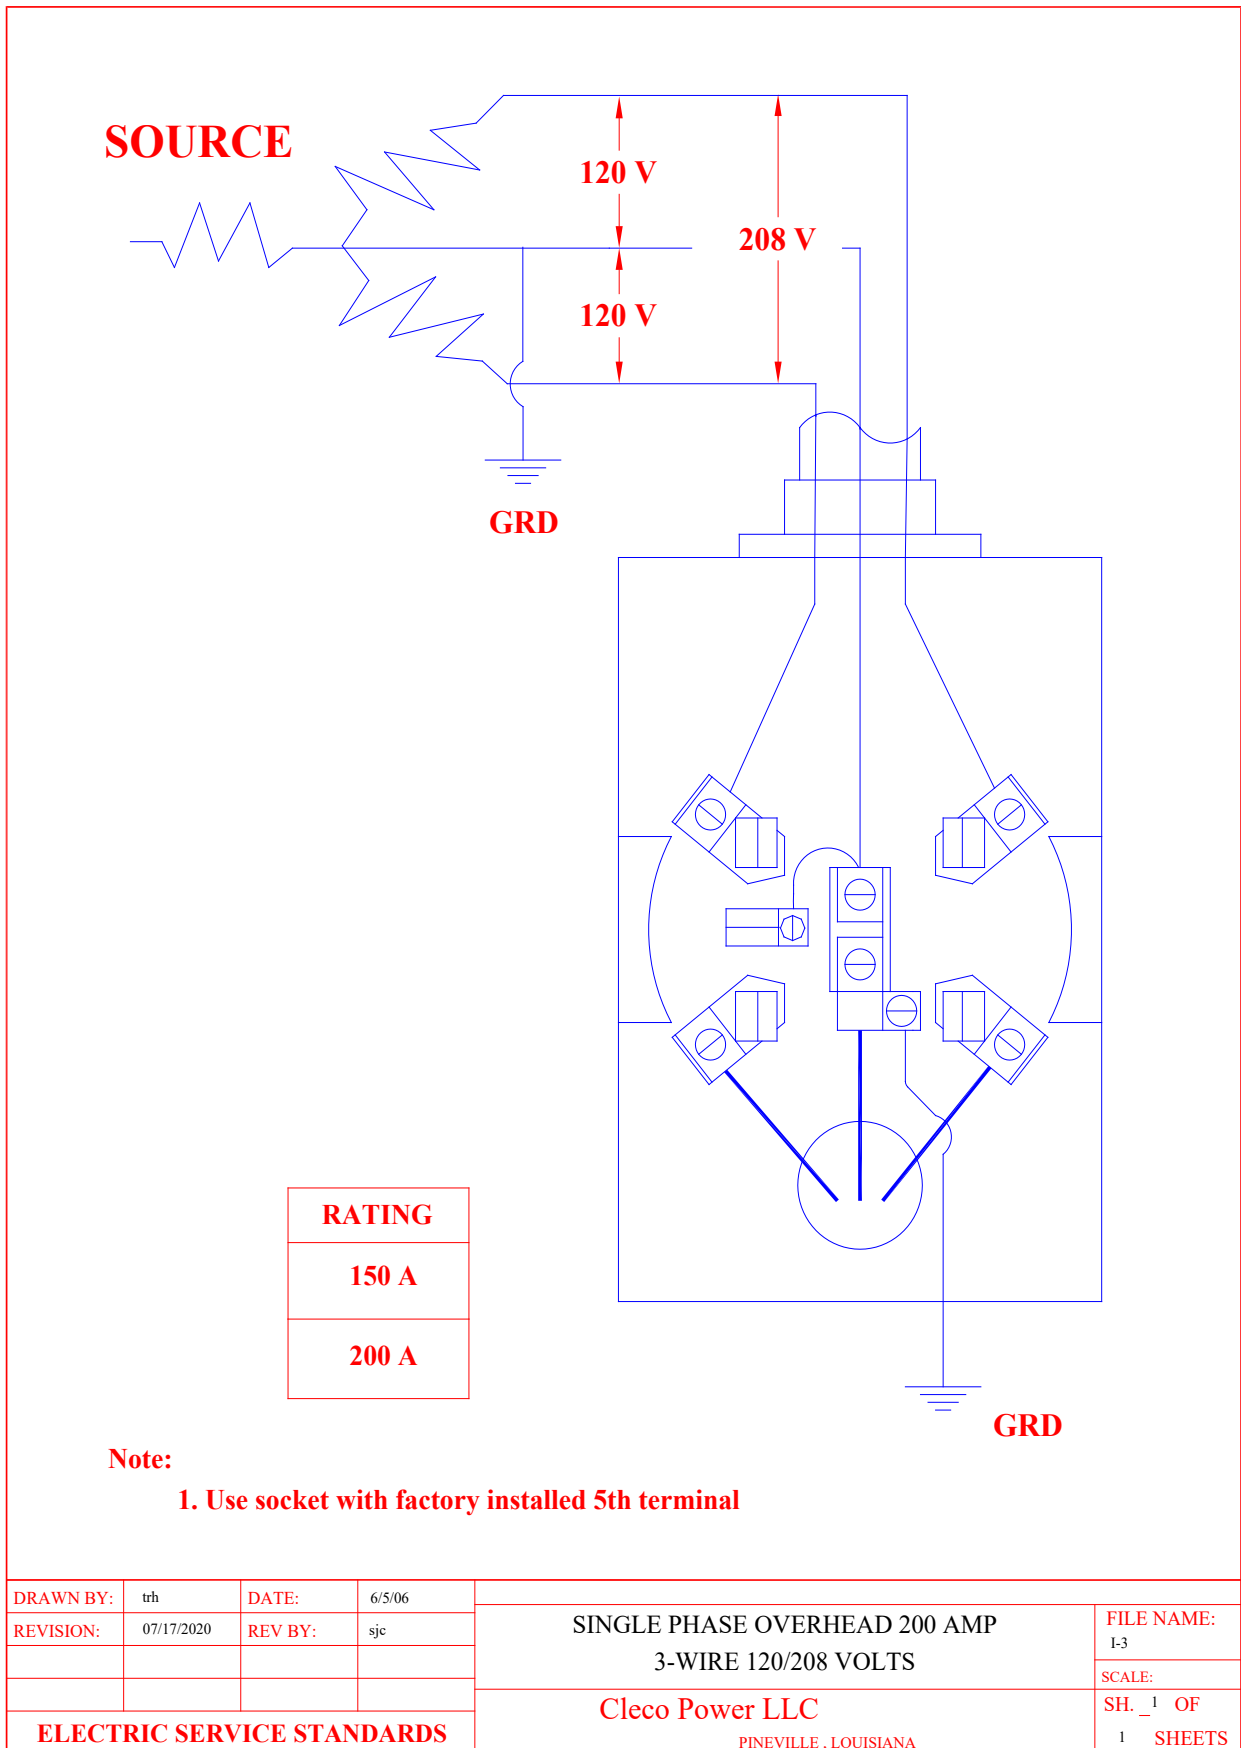 SOURCE
120 V
208 V
120 V
GRD
RATING
150 A
200 A
GRD
Note:
1. Use socket with factory installed 5th terminal
DRAWN BY: trh DATE: 6/5/06
REVISION: 07/17/2020 REV BY: sjc
ELECTRIC SERVICE STANDARDS
SINGLE PHASE OVERHEAD 200 AMP
3-WIRE 120/208 VOLTS
Cleco Power LLC
PINEVILLE , LOUISIANA
FILE NAME:
I-3
SCALE:
SH. _1 OF
1 SHEETS